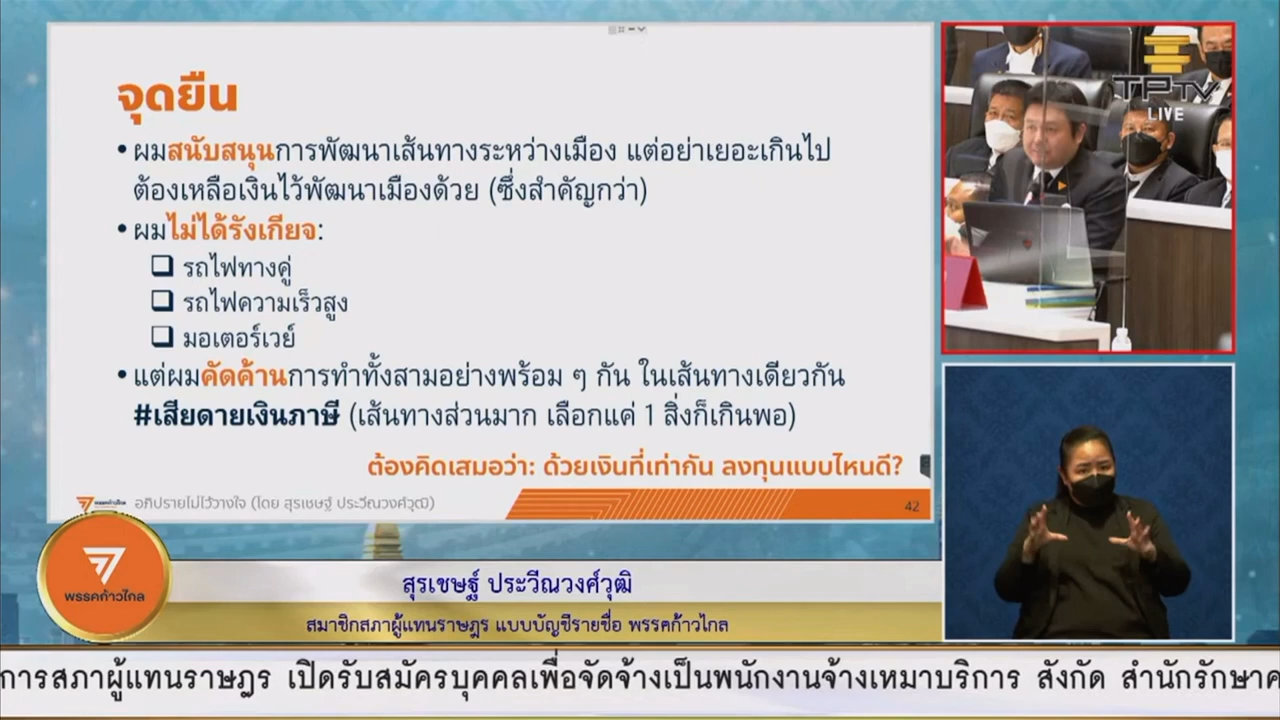 จุดยืน
• ผมสนับสนุนการพัฒนาเส้นทางระหว่างเมือง แต่อย่าเยอะเกินไป
ต้องเหลือเงินไว้พัฒนาเมืองด้วย (ซึ่งสำคัญกว่า)
• ผมไม่ได้รังเกียจ:
❑ รถไฟทางคู่
❑ รถไฟความเร็วสูง
❑ มอเตอร์เวย์
• แต่ผมคัดค้านการทำทั้งสามอย่างพร้อม ๆ กัน ในเส้นทางเดียวกัน
#เสียดายเงินภาษี (เส้นทางส่วนมาก เลือกแค่ 1 สิ่งก็เกินพอ)
ต้องคิดเสมอว่า: ด้วยเงินที่เท่ากัน ลงทุนแบบไหนดี?
อภิปรายไม่ไว้วางใจ (โดย สุรเชษฐ์ ประวีณวงศ์วุฒิ)
42
TPTV
LIVE
พรรคก้าวไกล
สุรเชษฐ์ ประวีณวงศ์วุฒิ
สมาชิกสภาผู้แทนราษฎร แบบบัญชีรายชื่อ พรรคก้าวไกล
การสภาผู้แทนราษฎร เปิดรับสมัครบุคคลเพื่อจัดจ้างเป็นพนักงานจ้างเหมาบริการ สังกัด สำนักรักษาค